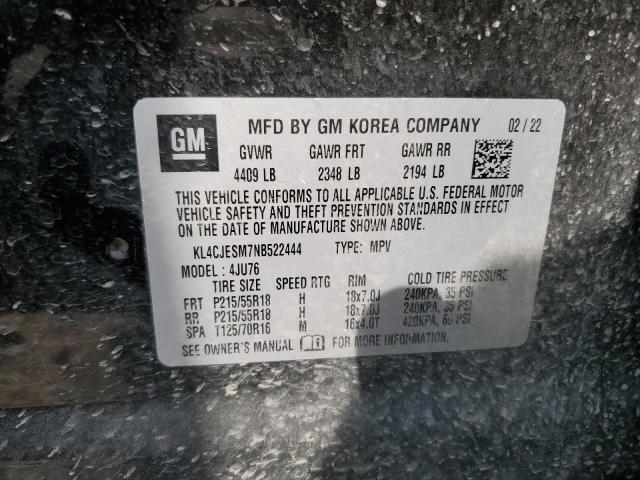 GM
MFD BY GM KOREA COMPANY 02 / 22
GVWR GAWR FRT GAWR RR
4409 LB 2348 LB 2194 LB
THIS VEHICLE CONFORMS TO ALL APPLICABLE U.S. FEDERAL MOTOR
VEHICLE SAFETY AND THEFT PREVENTION STANDARDS IN EFFECT
ON THE DATE OF MANUFACTURE SHOWN ABOVE.
KL4CJESM7NB522444 TYPE: MPV
MODEL: 4JU76
TIRE SIZE SPEED RTG RIM COLD TIRE PRESSURE
FRT P215/55R18 H 18x7.0J 240KPA, 35 PSI
RR P215/55R18 H 18x7.0J 240KPA, 35 PSI
SPA T125/70R16 M 16x4.0T 420KPA, 60 PSI
SEE OWNER'S MANUAL FOR MORE INFORMATION.